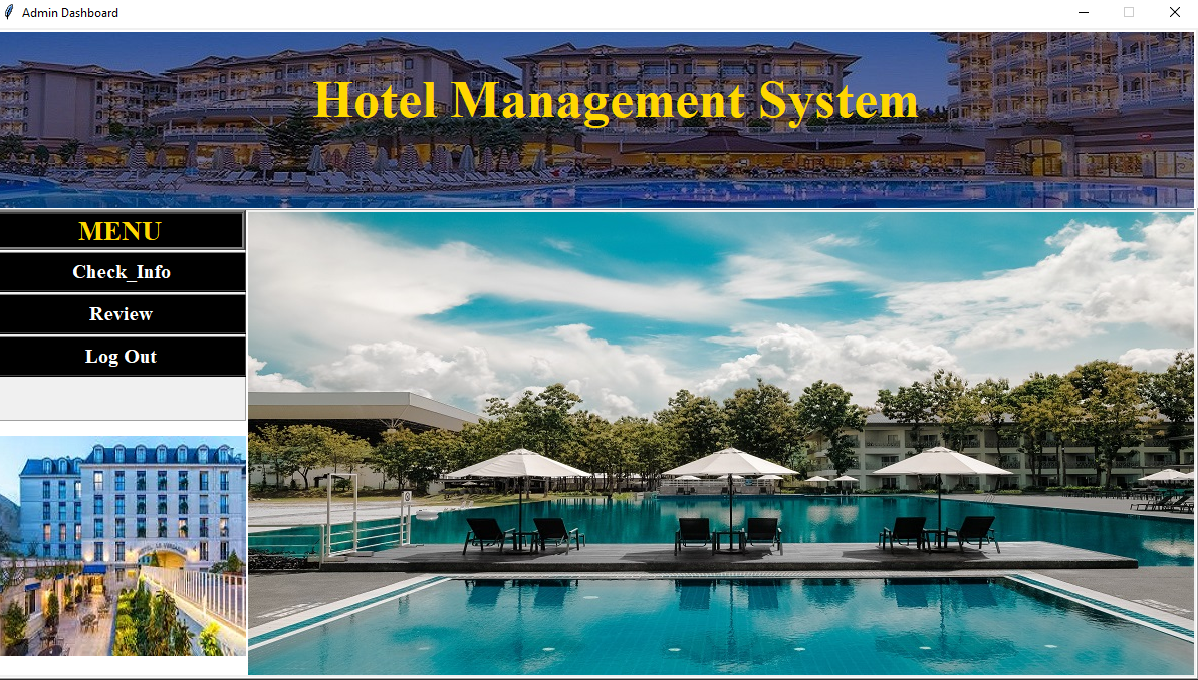 Admin Dashboard
Hotel Management System
MENU
Check_Info
Review
Log Out